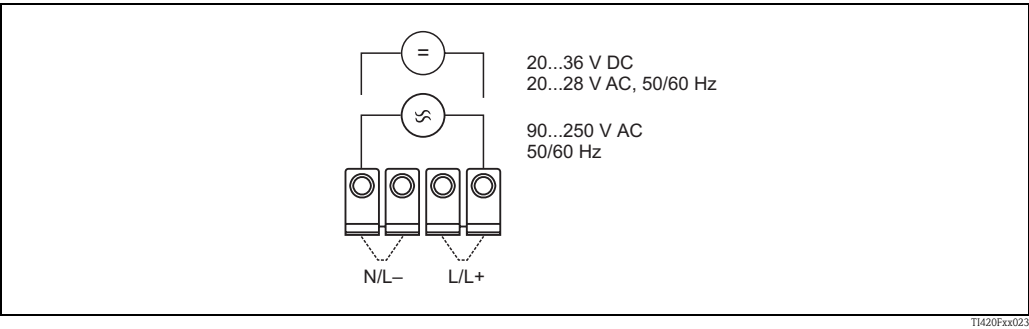 =
20...36 V DC
20...28 V AC, 50/60 Hz
90...250 V AC
50/60 Hz
N/L– L/L+
TI420Fxx023